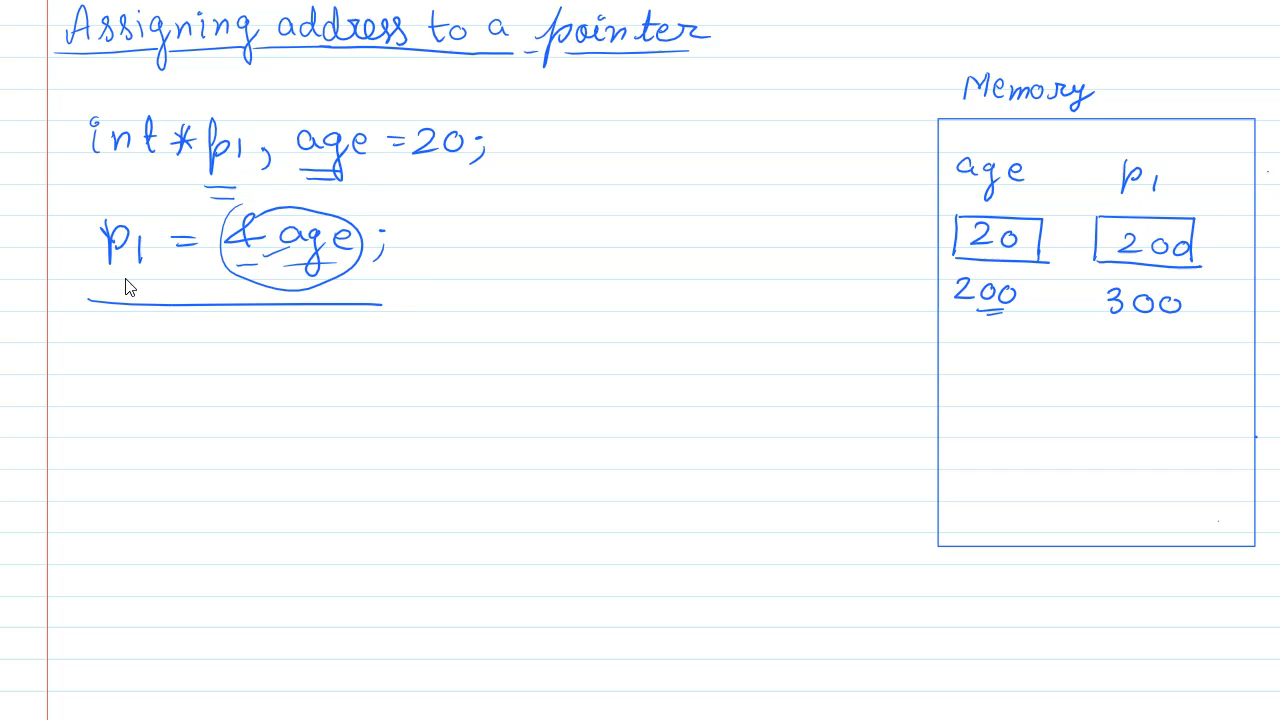 Assigning address to a pointer
Memory
int *p1, age = 20;
age p1
p1 = &age;
20 200
200 300